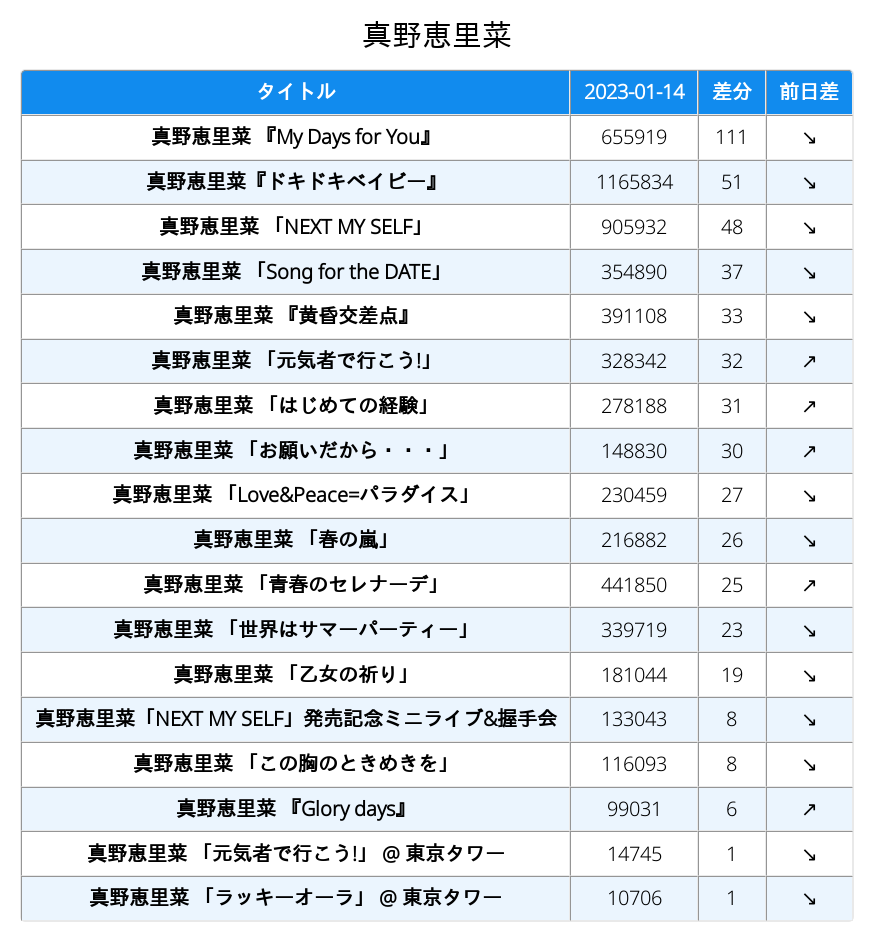 真野恵里菜
タイトル 2023-01-14 差分 前日差
真野恵里菜 『My Days for You』 655919 111 ↘
真野恵里菜『ドキドキベイビー』 1165834 51 ↘
真野恵里菜 「NEXT MY SELF」 905932 48 ↘
真野恵里菜 「Song for the DATE」 354890 37 ↘
真野恵里菜 『黄昏交差点』 391108 33 ↘
真野恵里菜 「元気者で行こう!」 328342 32 ↗
真野恵里菜 「はじめての経験」 278188 31 ↗
真野恵里菜 「お願いだから・・・」 148830 30 ↗
真野恵里菜 「Love&Peace=パラダイス」 230459 27 ↘
真野恵里菜 「春の嵐」 216882 26 ↘
真野恵里菜 「青春のセレナーデ」 441850 25 ↗
真野恵里菜 「世界はサマーパーティー」 339719 23 ↘
真野恵里菜 「乙女の祈り」 181044 19 ↘
真野恵里菜「NEXT MY SELF」発売記念ミニライブ&握手会 133043 8 ↘
真野恵里菜 「この胸のときめきを」 116093 8 ↘
真野恵里菜 『Glory days』 99031 6 ↗
真野恵里菜 「元気者で行こう!」 @ 東京タワー 14745 1 ↘
真野恵里菜 「ラッキーオーラ」 @ 東京タワー 10706 1 ↘